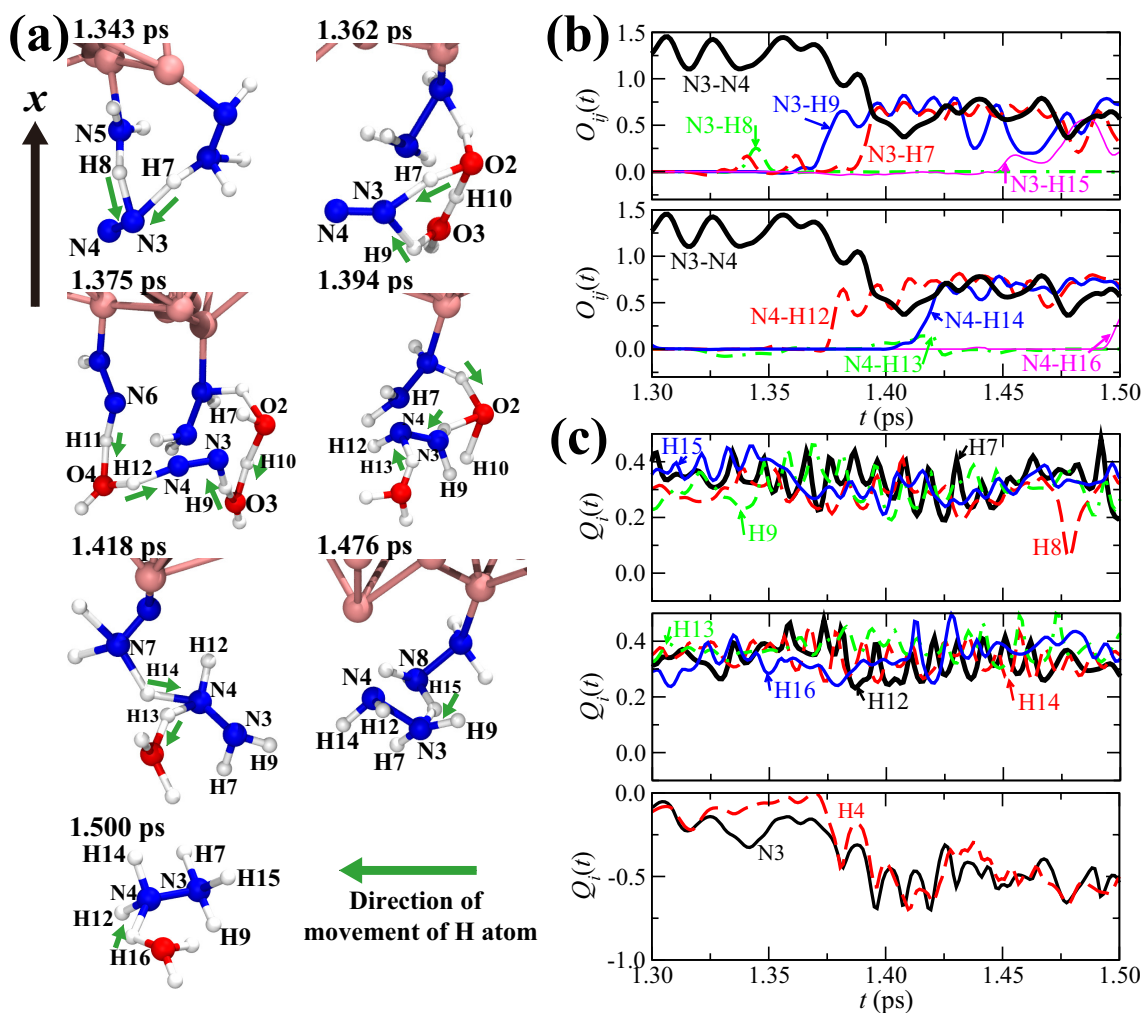 (a)
1.343 ps
x
N5
H8
H7
N4
N3
1.362 ps
H7
O2
N3
H10
N4
O3
H9
1.375 ps
N6
H7
O2
H11
N3
O4
H12
H10
N4
H9
O3
1.394 ps
H7
O2
N4
H12
N3
H13
H10
H9
1.418 ps
N7
H12
H14
N4
H13
N3
H9
H7
1.476 ps
N8
N4
H15
H12
H9
H14
N3
H7
1.500 ps
H14
H7
N4
N3
H15
H12
H9
H16
Direction of
movement of H atom
(b)
Oij(t)
1.5
1.0
0.5
0.0
N3-N4
N3-H9
N3-H8
N3-H7
N3-H15
Oij(t)
1.5
1.0
0.5
0.0
N3-N4
N4-H12
N4-H14
N4-H13
N4-H16
1.30 1.35 1.40 1.45 1.50
t (ps)
(c)
Qi(t)
0.4
0.2
0.0
H15
H7
H9
H8
Qi(t)
0.4
0.2
0.0
H13
H16
H12
H14
Qi(t)
0.0
-0.5
-1.0
H4
N3
1.30 1.35 1.40 1.45 1.50
t (ps)